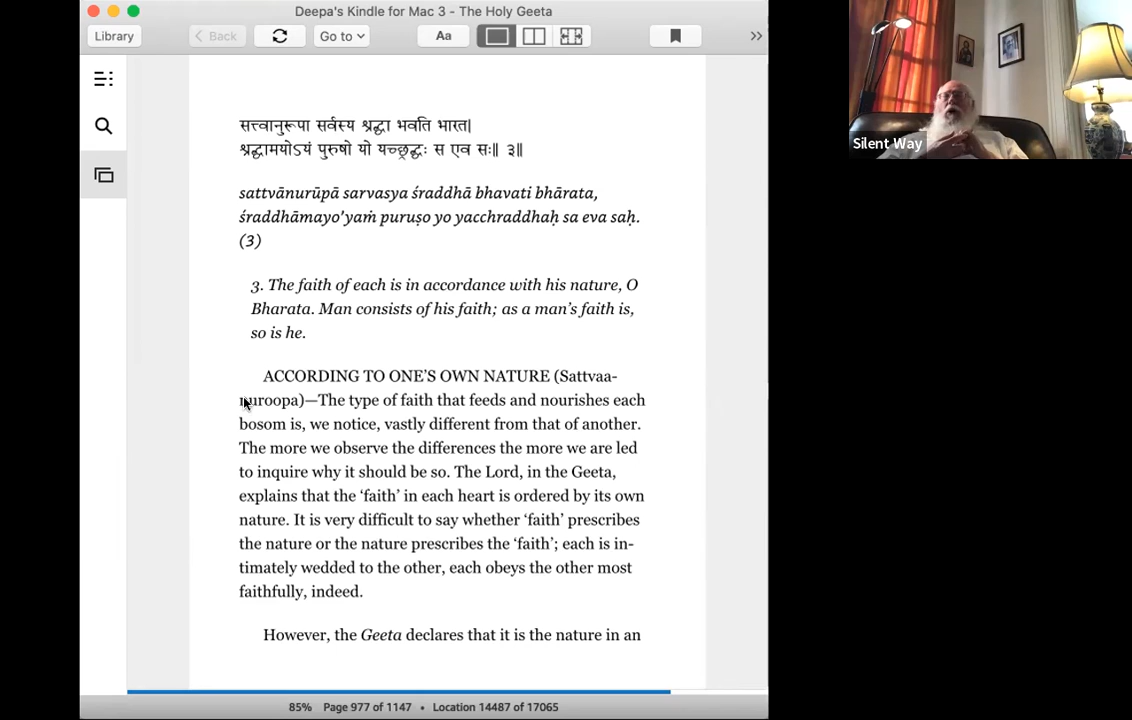 Deepa's Kindle for Mac 3 - The Holy Geeta
Library
Back
Go to
Aa
Silent Way
सत्त्वानुरूपा सर्वस्य श्रद्धा भवति भारत|
श्रद्धामयोऽयं पुरुषो यो यच्छ्रद्धः स एव सः॥ ३॥
sattvānurūpā sarvasya śraddhā bhavati bhārata,
śraddhāmayo'yaṁ puruṣo yo yacchraddhaḥ sa eva saḥ.
(3)
3. The faith of each is in accordance with his nature, O
Bharata. Man consists of his faith; as a man’s faith is,
so is he.
ACCORDING TO ONE’S OWN NATURE (Sattvaa-
nuroopa)—The type of faith that feeds and nourishes each
bosom is, we notice, vastly different from that of another.
The more we observe the differences the more we are led
to inquire why it should be so. The Lord, in the Geeta,
explains that the ‘faith’ in each heart is ordered by its own
nature. It is very difficult to say whether ‘faith’ prescribes
the nature or the nature prescribes the ‘faith’; each is in-
timately wedded to the other, each obeys the other most
faithfully, indeed.
However, the Geeta declares that it is the nature in an
85% Page 977 of 1147 • Location 14487 of 17065